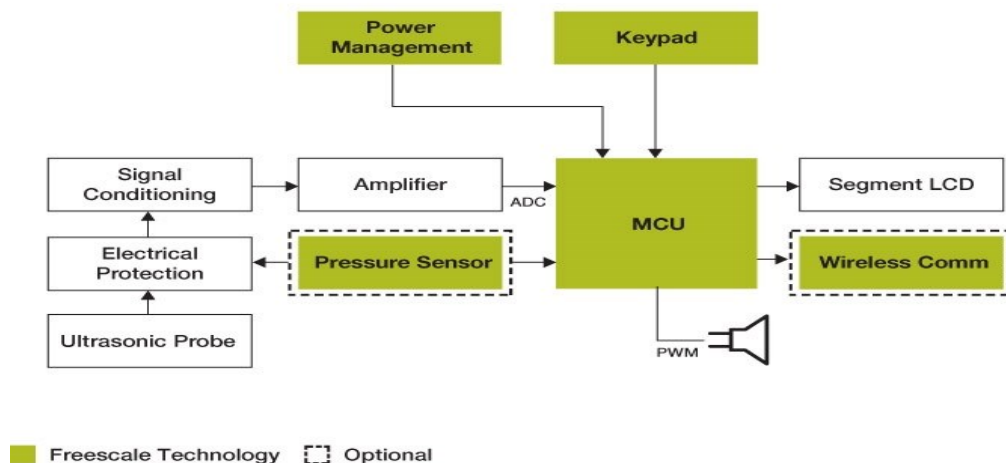 Power
Management
Keypad
Signal
Conditioning
Amplifier
ADC
MCU
Segment LCD
Electrical
Protection
Pressure Sensor
Wireless Comm
Ultrasonic Probe
PWM
Freescale Technology
Optional